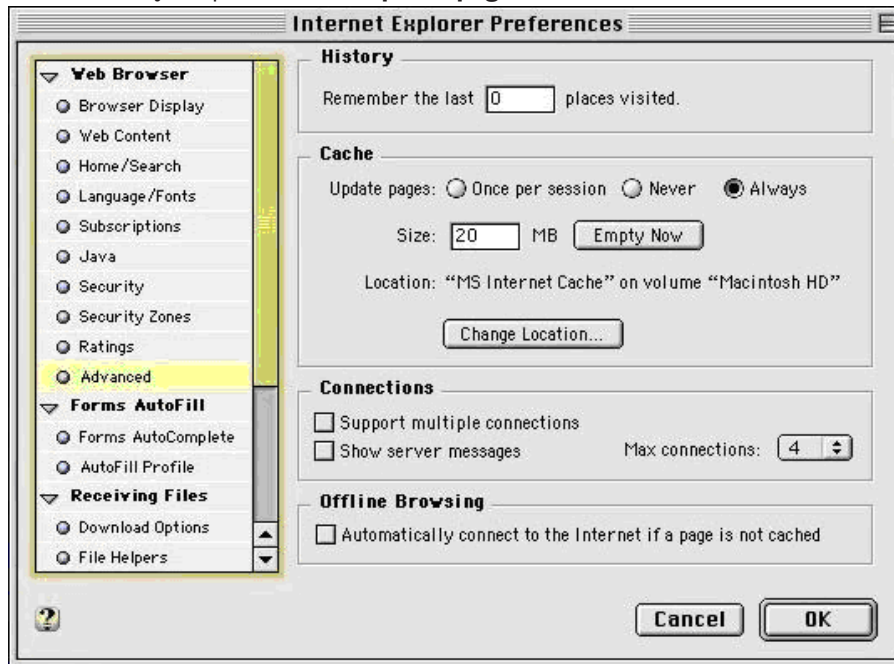 Internet Explorer Preferences
Web Browser
Browser Display
Web Content
Home/Search
Language/Fonts
Subscriptions
Java
Security
Security Zones
Ratings
Advanced
Forms AutoFill
Forms AutoComplete
AutoFill Profile
Receiving Files
Download Options
File Helpers
History
Remember the last 0 places visited.
Cache
Update pages: Once per session Never Always
Size: 20 MB Empty Now
Location: “MS Internet Cache” on volume “Macintosh HD”
Change Location...
Connections
Support multiple connections
Show server messages Max connections: 4
Offline Browsing
Automatically connect to the Internet if a page is not cached
?
Cancel OK